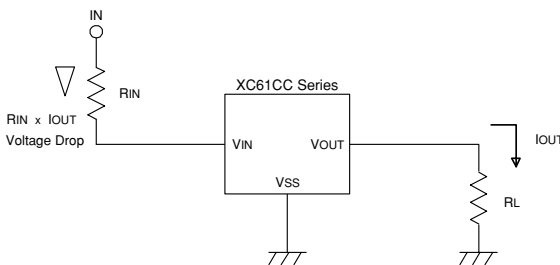 IN
XC61CC Series
RIN
RIN x IOUT
Voltage Drop
VIN
VOUT
IOUT
VSS
RL